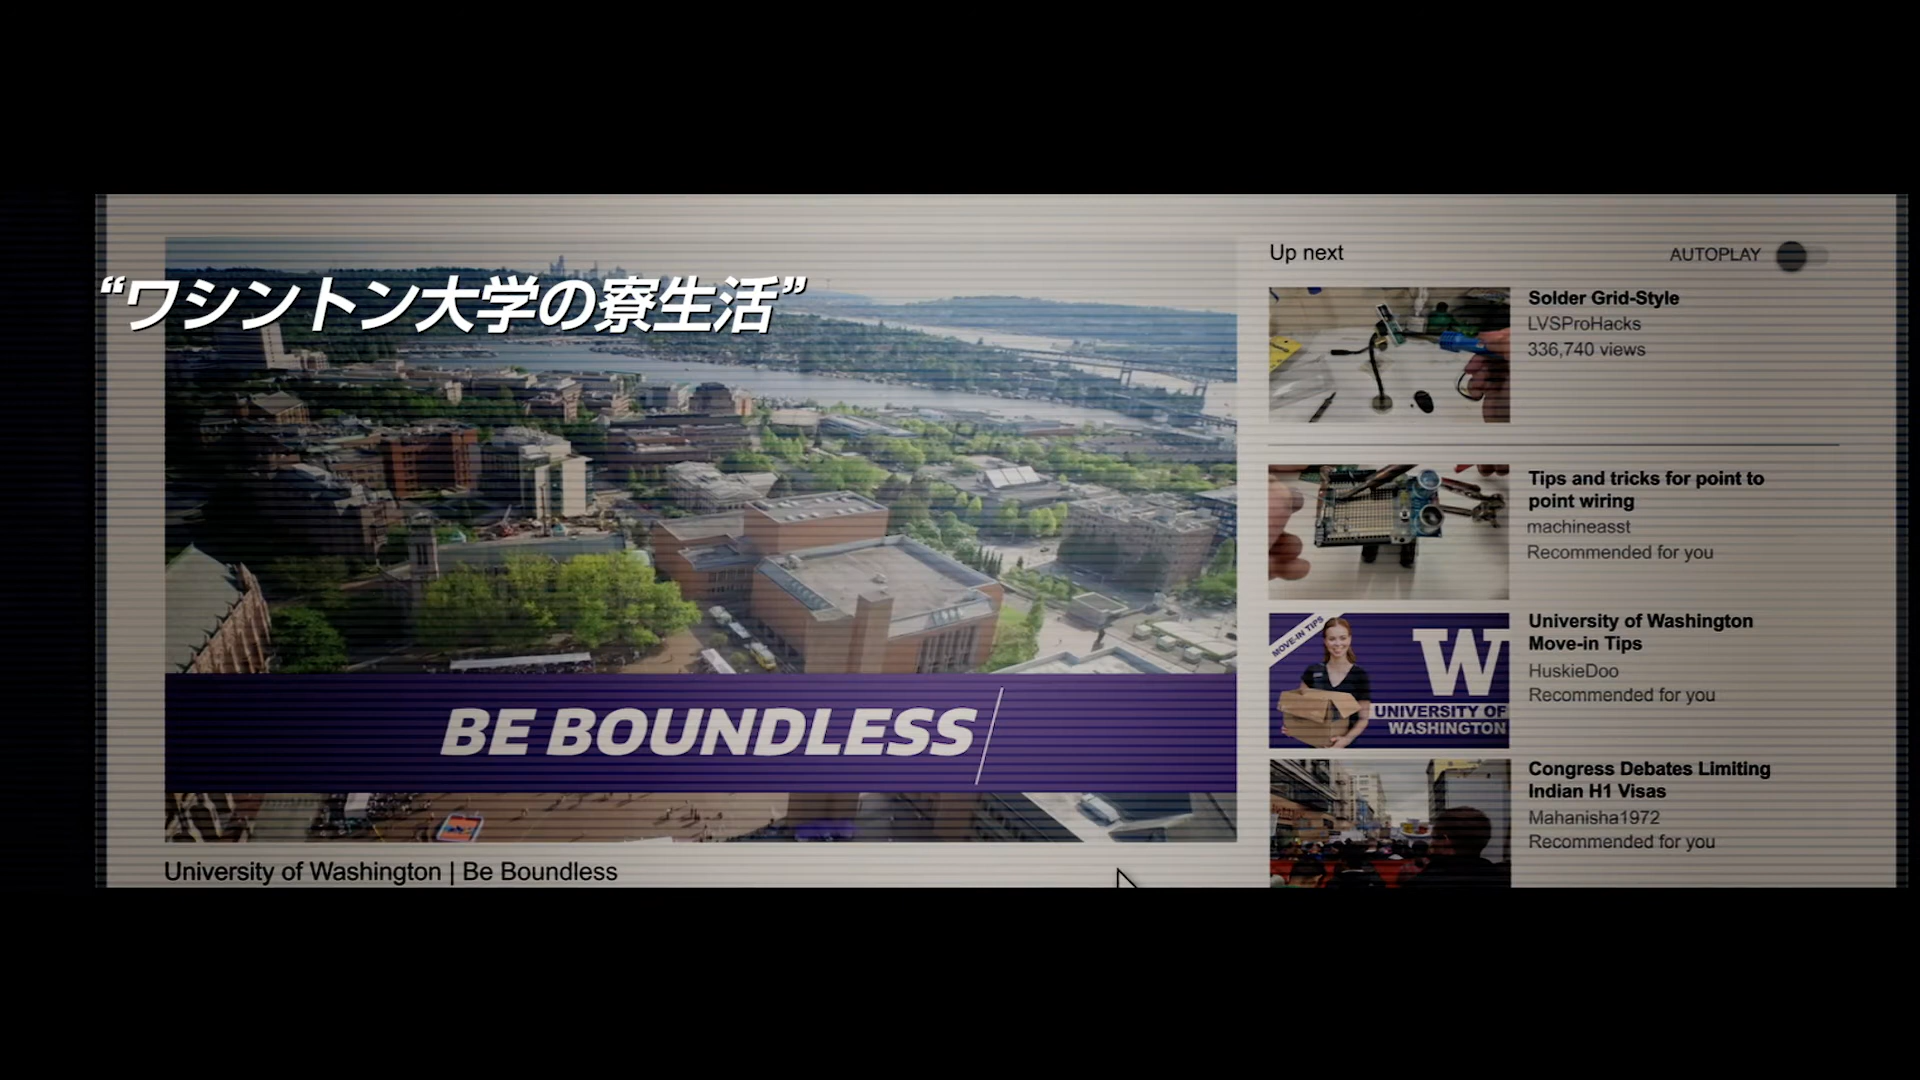 “ワシントン大学の寮生活”
BE BOUNDLESS
University of Washington | Be Boundless
Up next
AUTOPLAY
Solder Grid-Style
LVSProHacks
336,740 views
Tips and tricks for point to
point wiring
machineasst
Recommended for you
MOVE-IN TIPS
W
UNIVERSITY OF
WASHINGTON
University of Washington
Move-in Tips
HuskieDoo
Recommended for you
Congress Debates Limiting
Indian H1 Visas
Mahanisha1972
Recommended for you